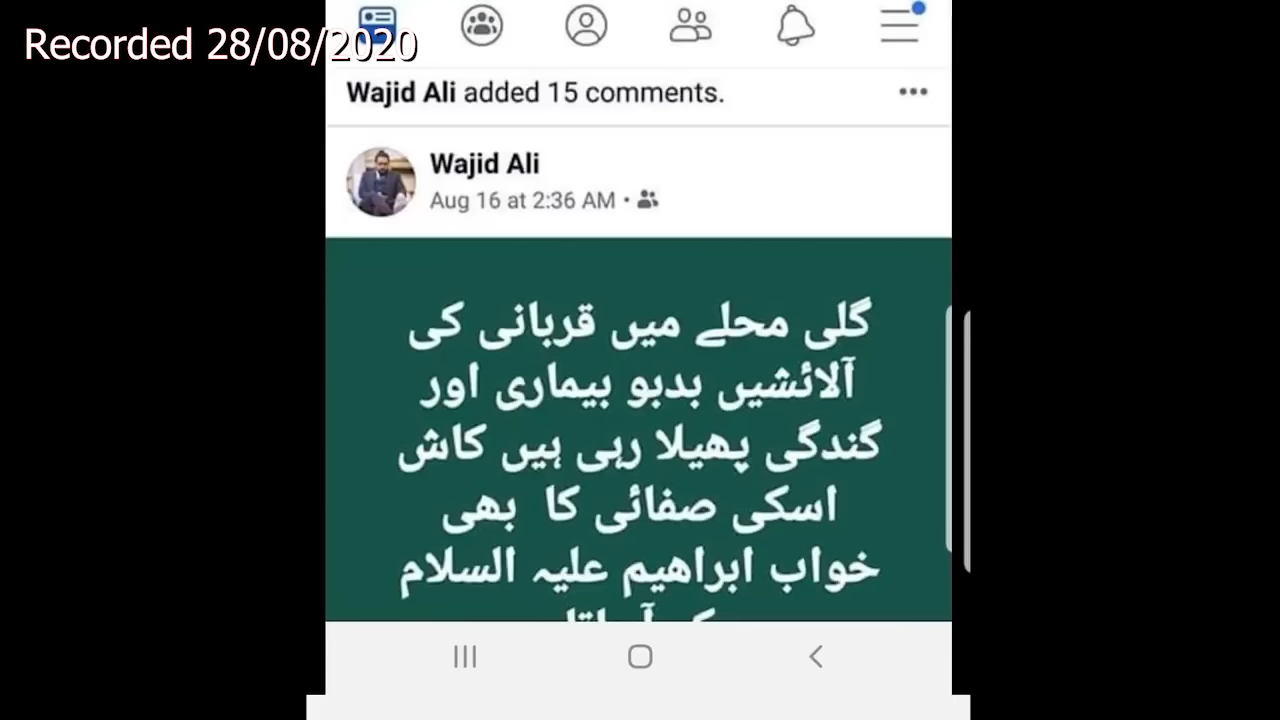 Recorded 28/08/2020
Wajid Ali added 15 comments.
Wajid Ali
Aug 16 at 2:36 AM •
گلی محلے میں قربانی کی
آلائشیں بدبو بیماری اور
گندگی پھیلا رہی ہیں کاش
اسکی صفائی کا بھی
خواب ابراھیم علیہ السلام